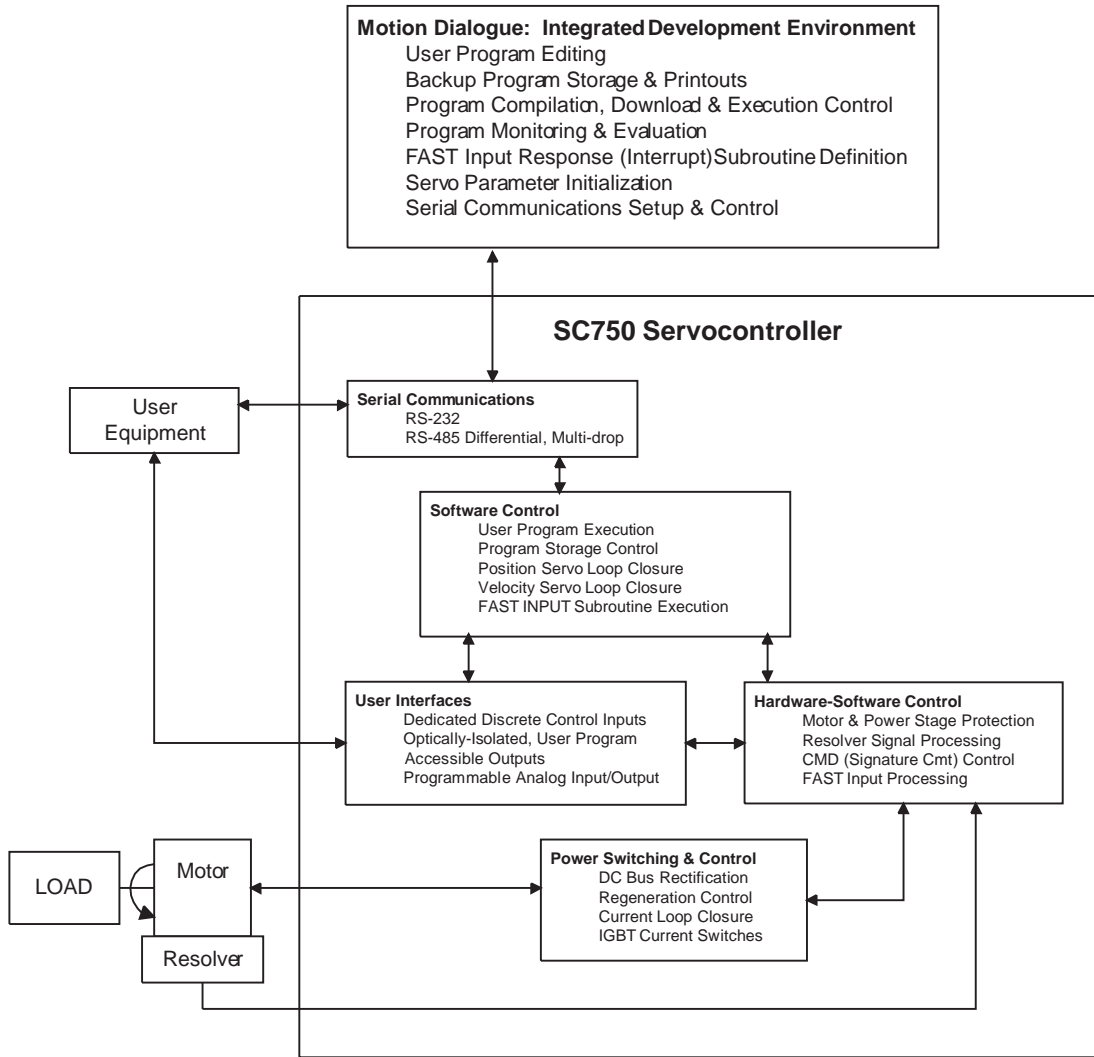 Motion Dialogue:  Integrated Development Environment
User Program Editing
Backup Program Storage & Printouts
Program Compilation, Download & Execution Control
Program Monitoring & Evaluation
FAST Input Response (Interrupt)Subroutine Definition
Servo Parameter Initialization
Serial Communications Setup & Control
SC750 Servocontroller
User
Equipment
Serial Communications
RS-232
RS-485 Differential, Multi-drop
Software Control
User Program Execution
Program Storage Control
Position Servo Loop Closure
Velocity Servo Loop Closure
FAST INPUT Subroutine Execution
User Interfaces
Dedicated Discrete Control Inputs
Optically-Isolated, User Program
Accessible Outputs
Programmable Analog Input/Output
Hardware-Software Control
Motor & Power Stage Protection
Resolver Signal Processing
CMD (Signature Cmt) Control
FAST Input Processing
LOAD
Motor
Resolver
Power Switching & Control
DC Bus Rectification
Regeneration Control
Current Loop Closure
IGBT Current Switches